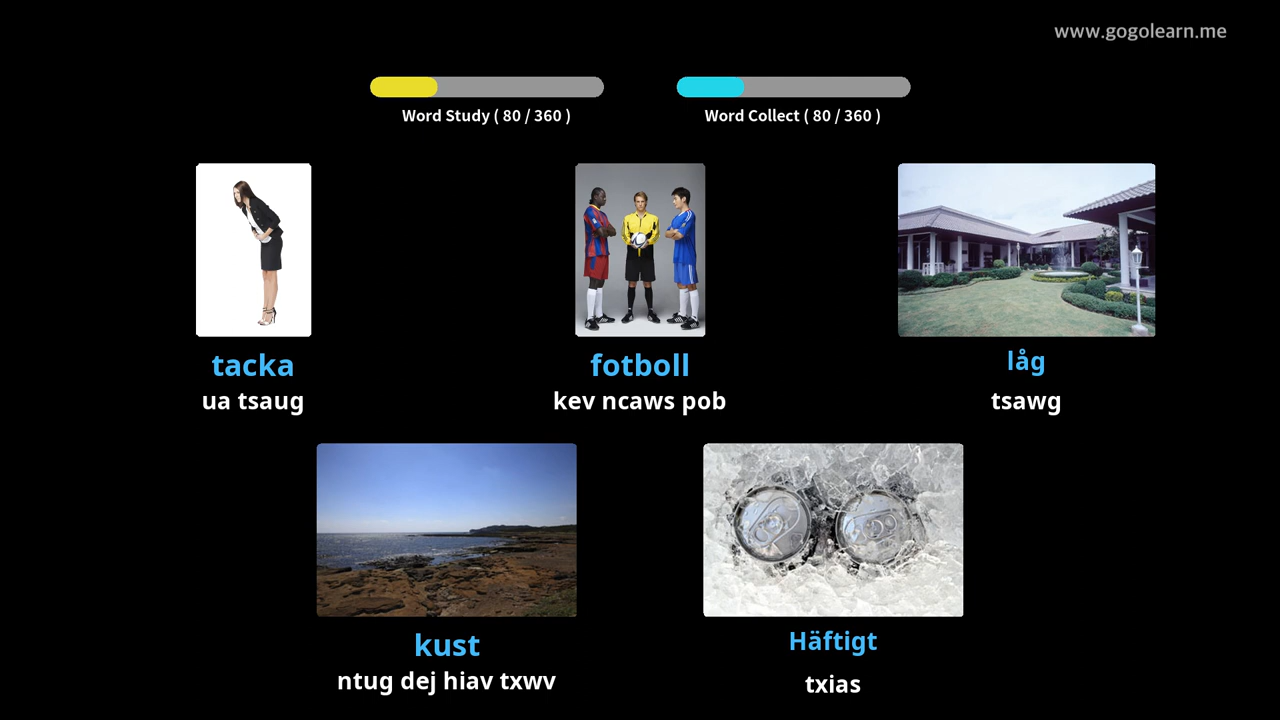 www.gogolearn.me
Word Study ( 80 / 360 )
Word Collect ( 80 / 360 )
tacka
ua tsaug
fotboll
kev ncaws pob
låg
tsawg
kust
ntug dej hiav txwv
Häftigt
txias